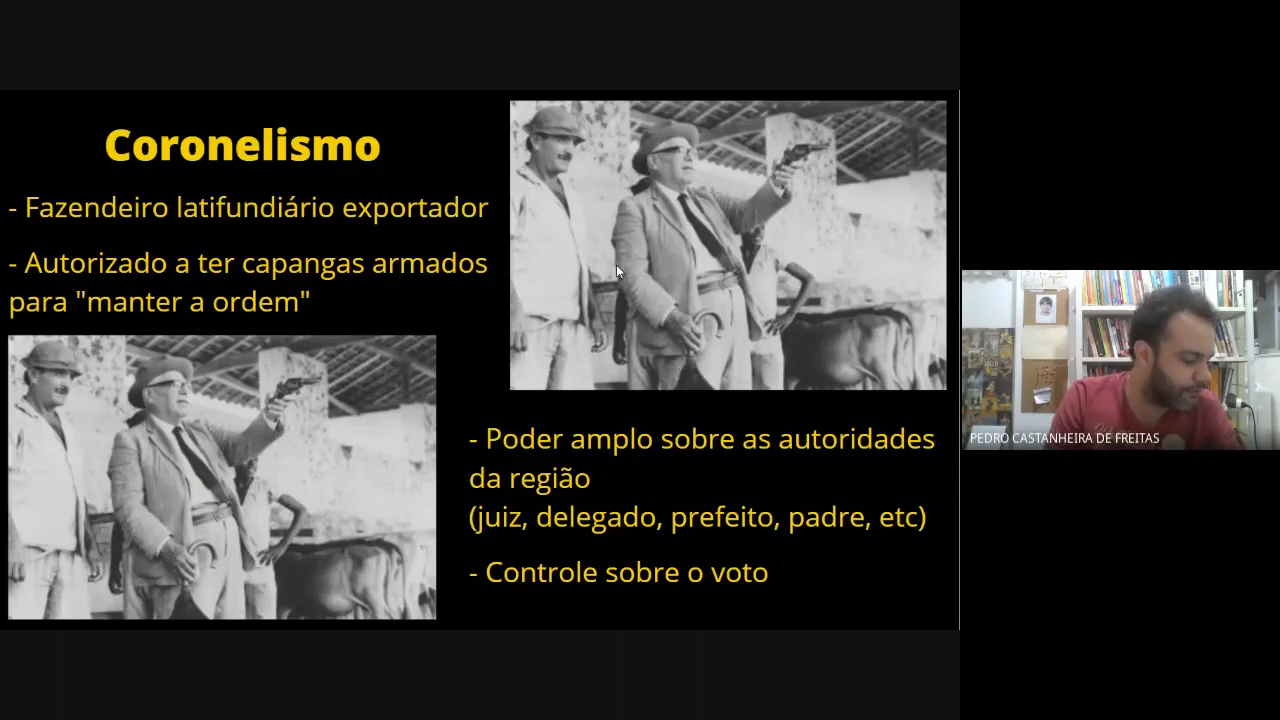 Coronelismo
- Fazendeiro latifundiário exportador
- Autorizado a ter capangas armados
para "manter a ordem"
- Poder amplo sobre as autoridades
da região
(juiz, delegado, prefeito, padre, etc)
- Controle sobre o voto
PEDRO CASTANHEIRA DE FREITAS